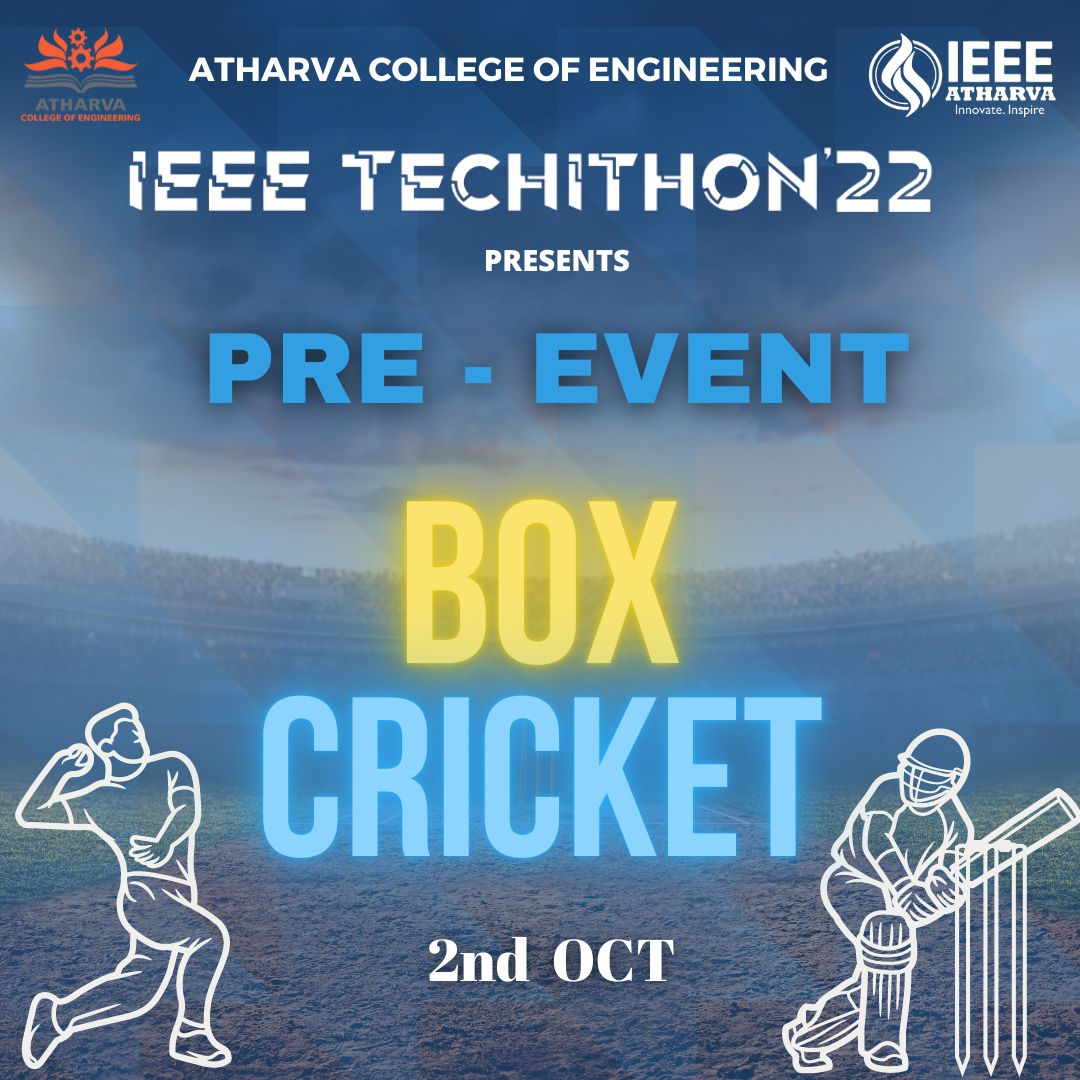 ATHARVA
COLLEGE OF ENGINEERING
ATHARVA COLLEGE OF ENGINEERING
IEEE
ATHARVA
Innovate. Inspire
IEEE TECHITHON'22
PRESENTS
PRE - EVENT
BOX
CRICKET
2nd OCT